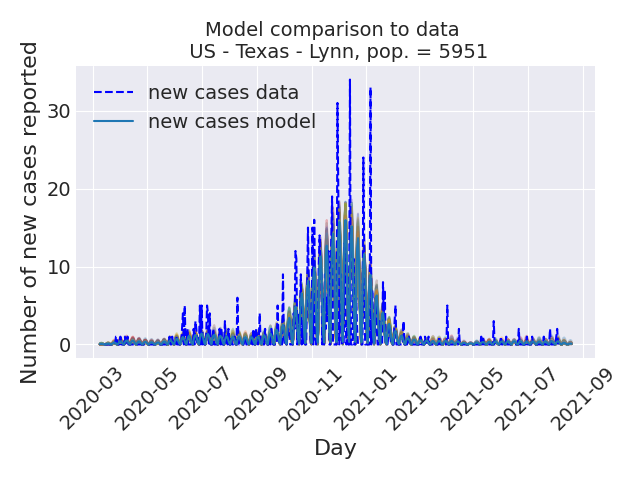 Model comparison to data
US - Texas - Lynn, pop. = 5951
new cases data
new cases model
Number of new cases reported
30
20
10
0
2020-03
2020-05
2020-07
2020-09
2020-11
2021-01
2021-03
2021-05
2021-07
2021-09
Day